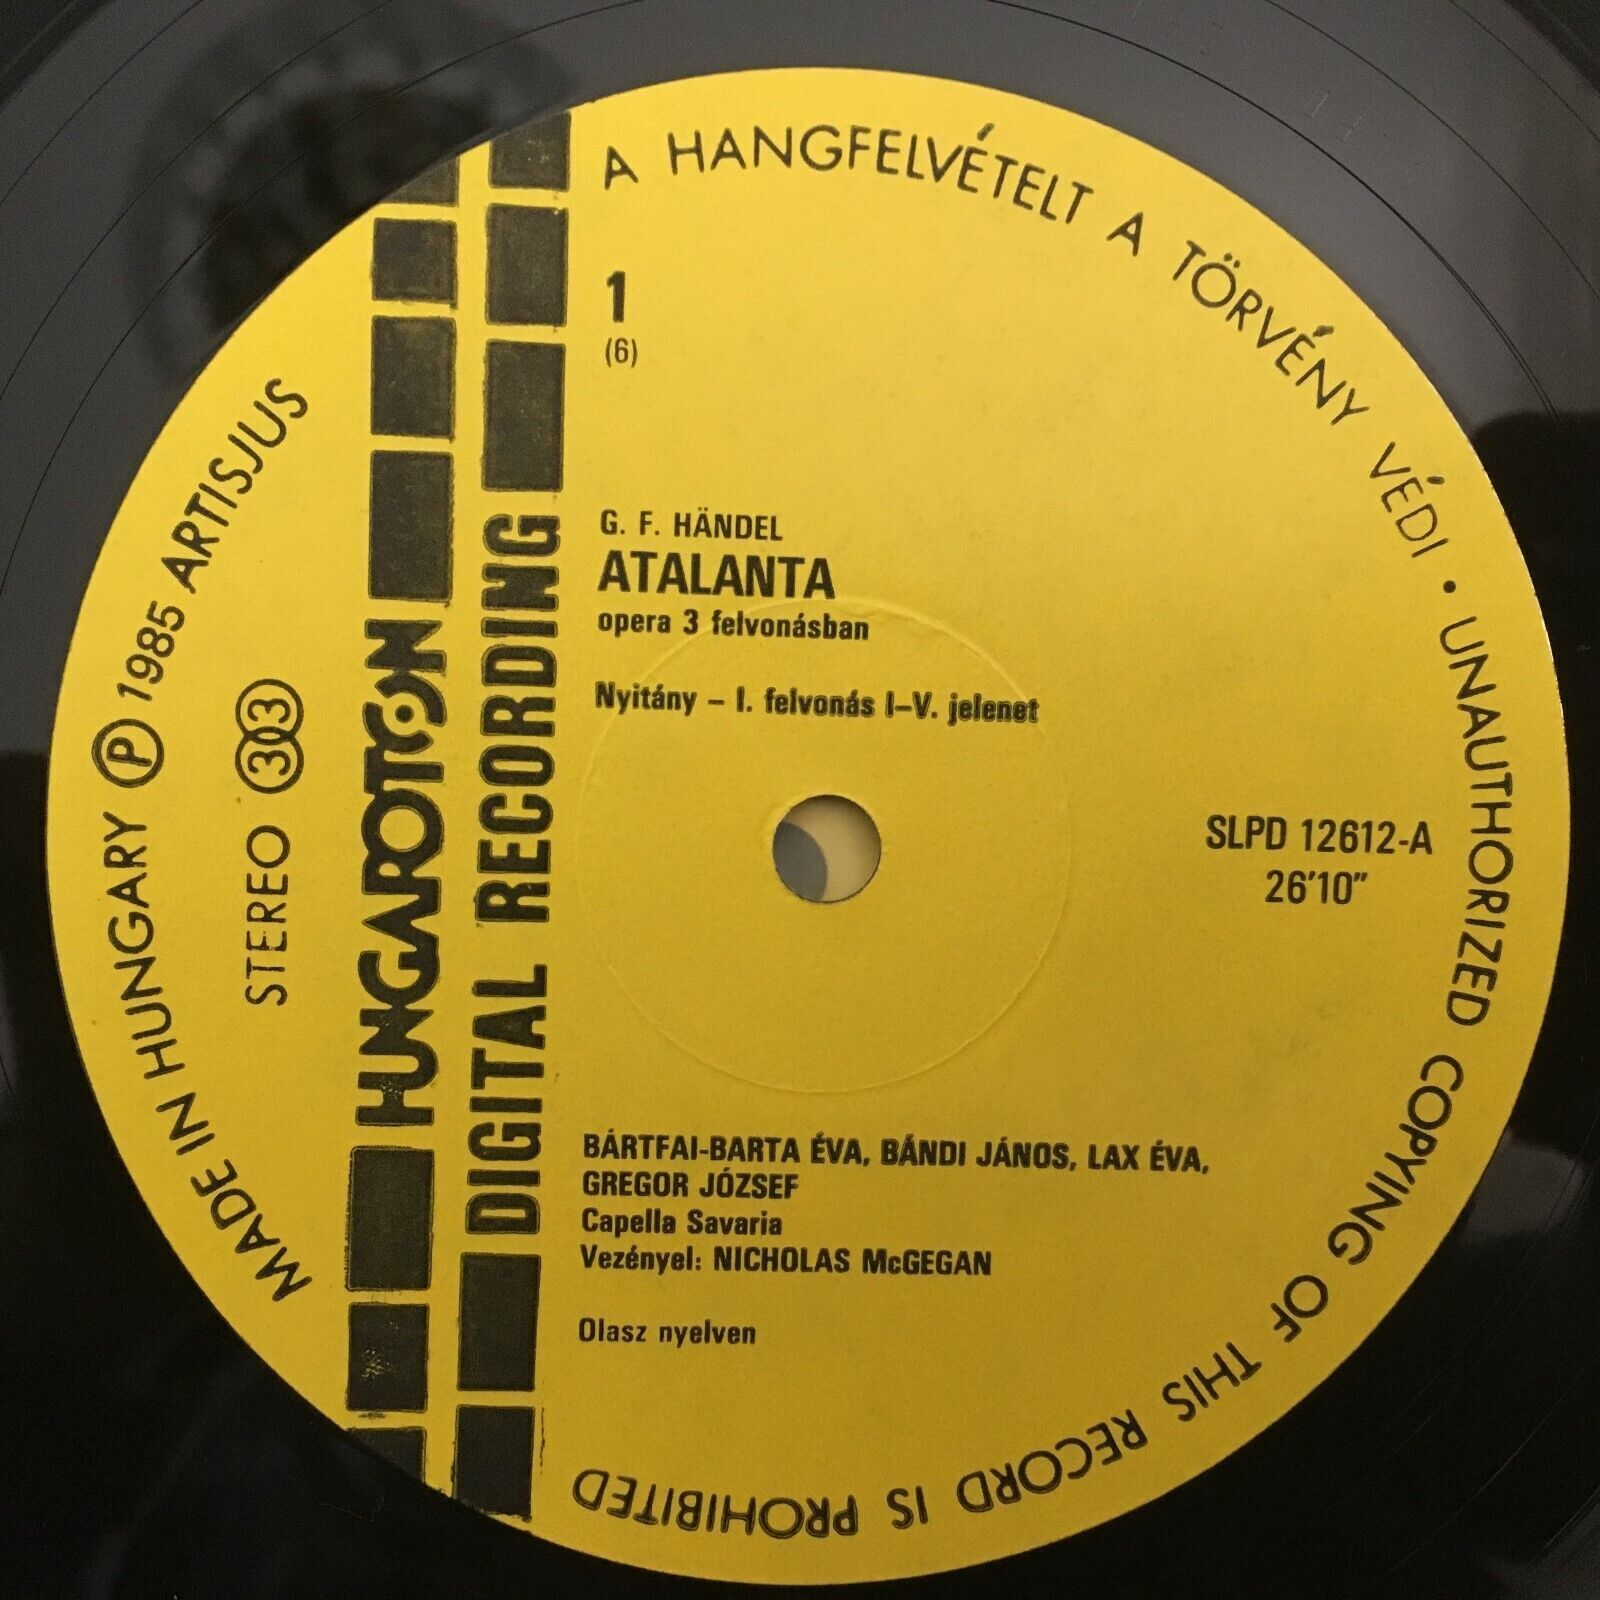 A HANGFELVÉTELT A TÖRVÉNY VÉDI • UNAUTHORIZED COPYING OF THIS RECORD IS PROHIBITED
MADE IN HUNGARY Ⓟ 1985 ARTISJUS
STEREO 33
HUNGAROTON
DIGITAL RECORDING
1
(6)
G. F. HÄNDEL
ATALANTA
opera 3 felvonásban
Nyitány – I. felvonás I–V. jelenet
SLPD 12612-A
26'10"
BÁRTFAI-BARTA ÉVA, BÁNDI JÁNOS, LAX ÉVA,
GREGOR JÓZSEF
Capella Savaria
Vezényel: NICHOLAS McGEGAN
Olasz nyelven